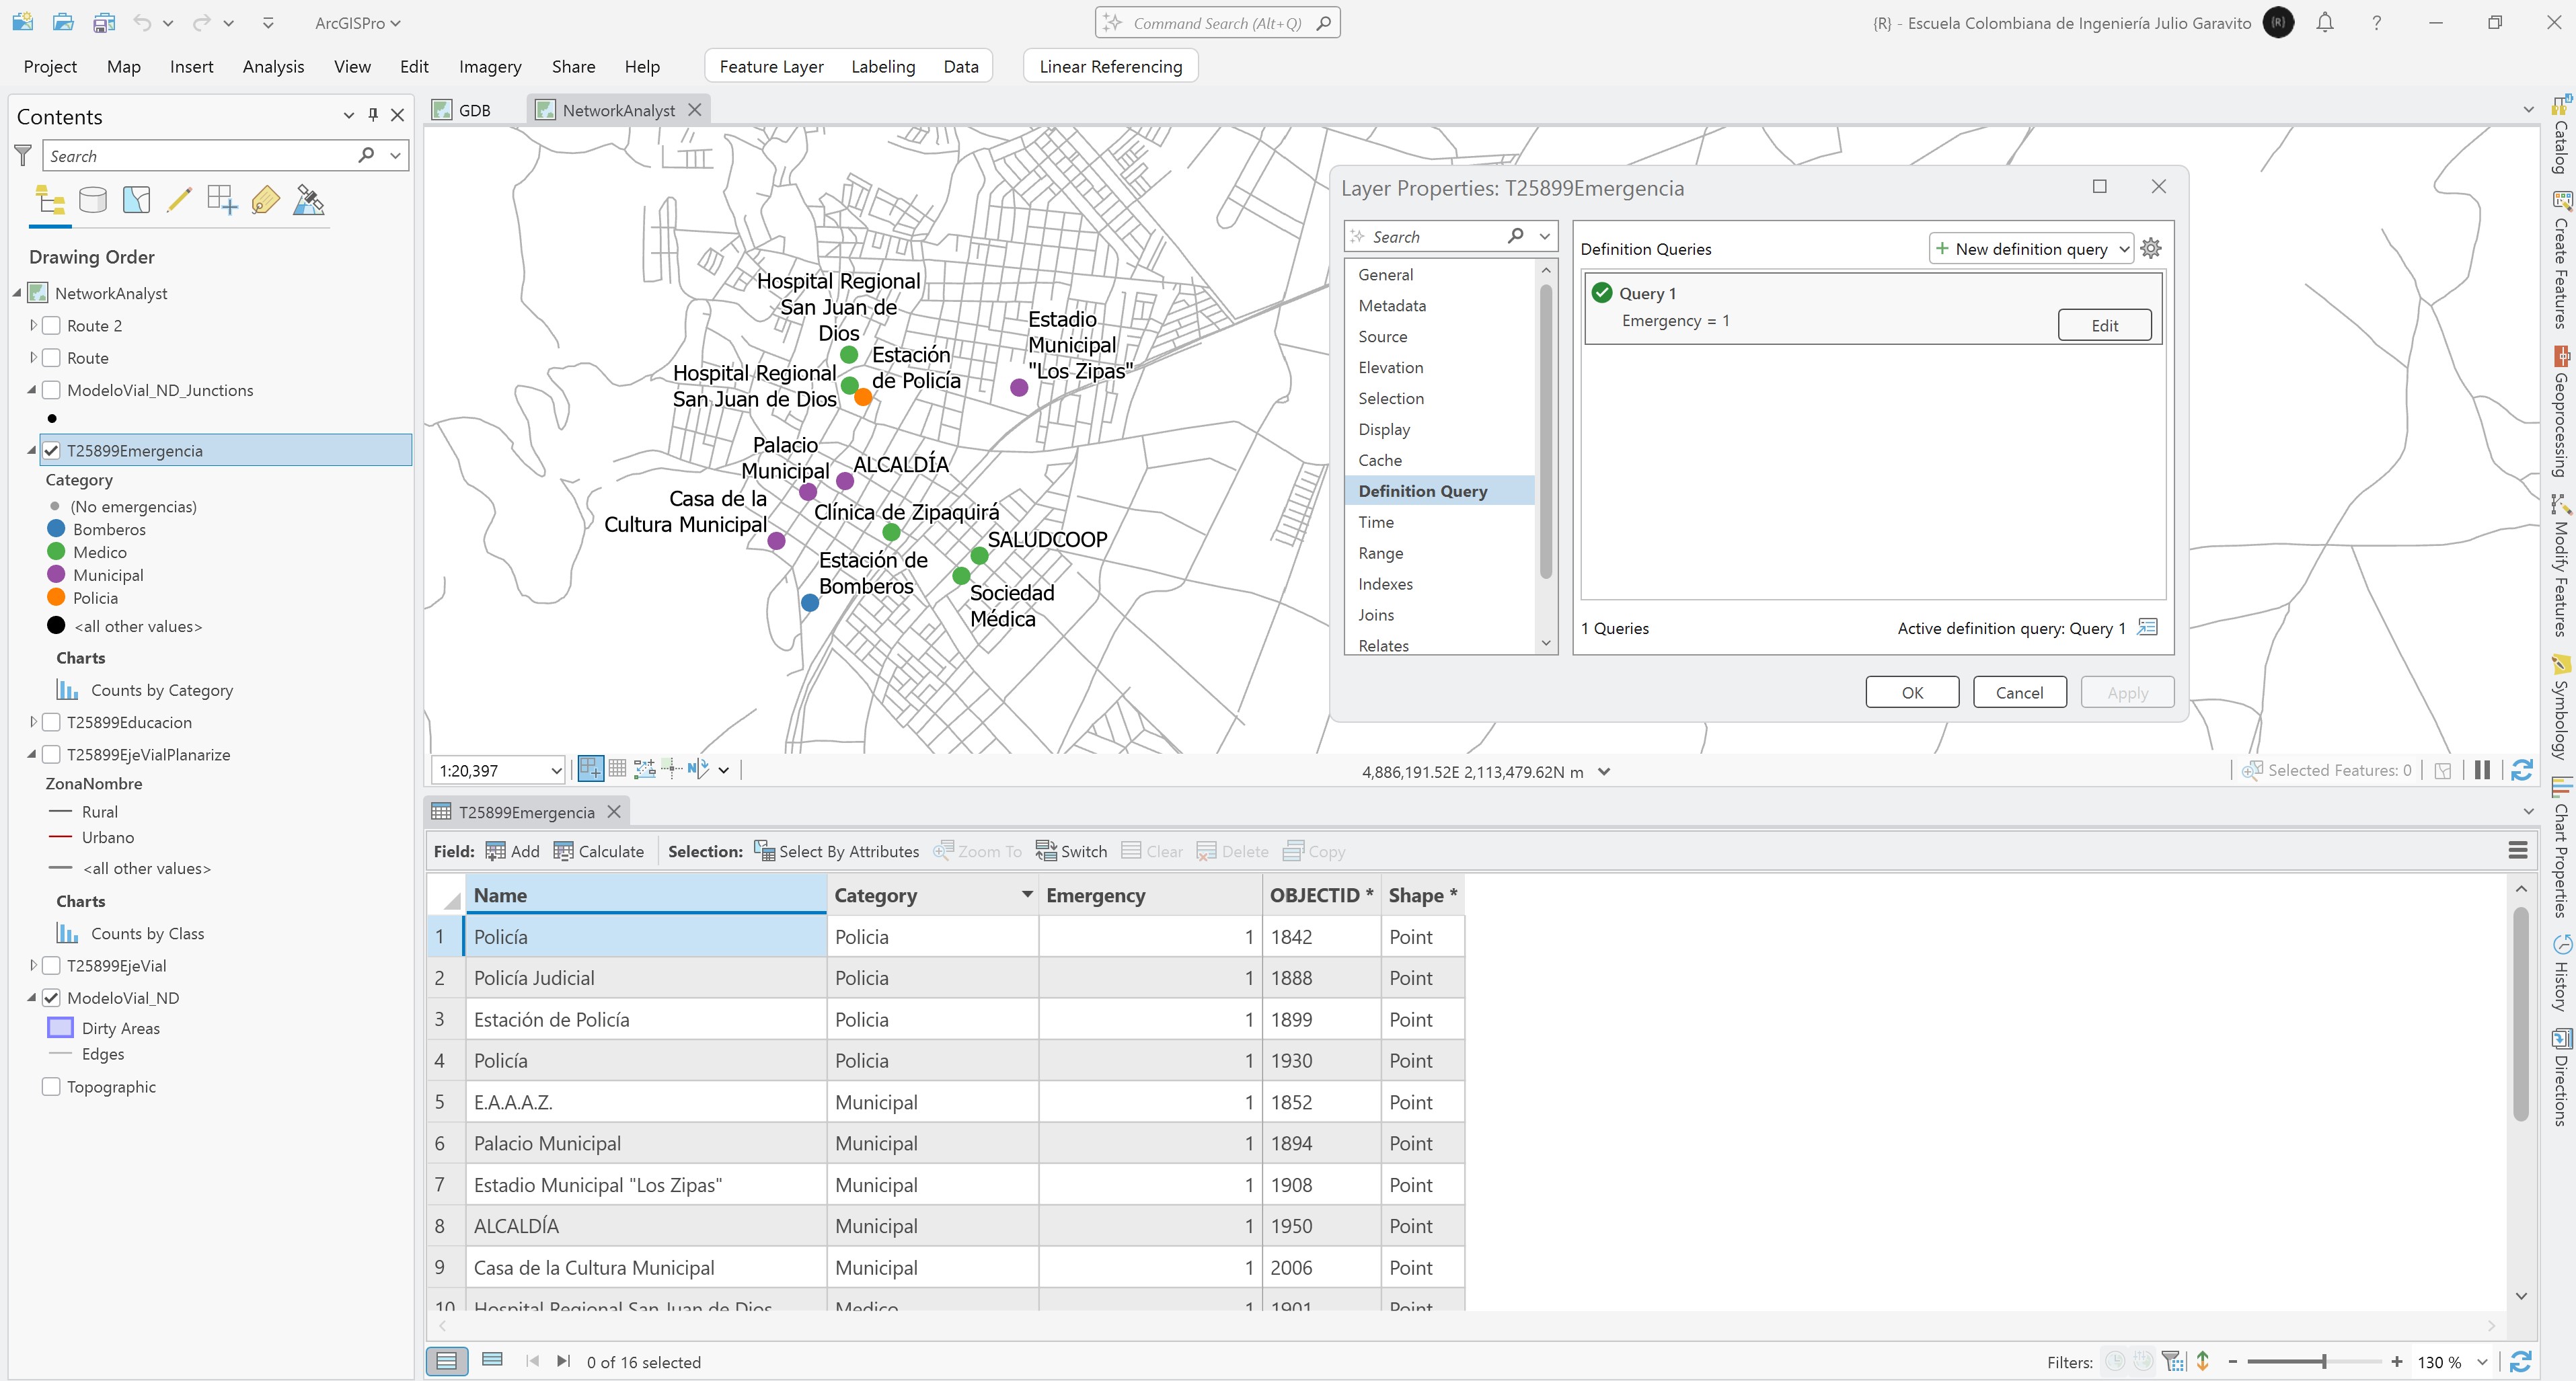 ArcGISPro
Command Search (Alt+Q)
{R} - Escuela Colombiana de Ingeniería Julio Garavito
{R}
?
Project
Map
Insert
Analysis
View
Edit
Imagery
Share
Help
Feature Layer
Labeling
Data
Linear Referencing
Contents
Search
Drawing Order
NetworkAnalyst
Route 2
Route
ModeloVial_ND_Junctions
T25899Emergencia
Category
(No emergencias)
Bomberos
Medico
Municipal
Policia
<all other values>
Charts
Counts by Category
T25899Educacion
T25899EjeVialPlanarize
ZonaNombre
Rural
Urbano
<all other values>
Charts
Counts by Class
T25899EjeVial
ModeloVial_ND
Dirty Areas
Edges
Topographic
GDB
NetworkAnalyst
Hospital Regional
San Juan de
Dios
Estación
de Policía
Hospital Regional
San Juan de Dios
Estadio
Municipal
"Los Zipas"
Palacio
Municipal
ALCALDÍA
Casa de la
Cultura Municipal
Clínica de Zipaquirá
SALUDCOOP
Estación de
Bomberos
Sociedad
Médica
Layer Properties: T25899Emergencia
Search
General
Metadata
Source
Elevation
Selection
Display
Cache
Definition Query
Time
Range
Indexes
Joins
Relates
Definition Queries
New definition query
Query 1
Emergency = 1
Edit
1 Queries
Active definition query: Query 1
OK
Cancel
Apply
1:20,397
4,886,191.52E 2,113,479.62N m
Selected Features: 0
T25899Emergencia
Field:
Add
Calculate
Selection:
Select By Attributes
Zoom To
Switch
Clear
Delete
Copy
Name Category Emergency OBJECTID * Shape *
1 Policía Policia 1 1842 Point
2 Policía Judicial Policia 1 1888 Point
3 Estación de Policía Policia 1 1899 Point
4 Policía Policia 1 1930 Point
5 E.A.A.A.Z. Municipal 1 1852 Point
6 Palacio Municipal Municipal 1 1894 Point
7 Estadio Municipal "Los Zipas" Municipal 1 1908 Point
8 ALCALDÍA Municipal 1 1950 Point
9 Casa de la Cultura Municipal Municipal 1 2006 Point
10 Hospital Regional San Juan de Dios Medico 1 1901 Point
0 of 16 selected
Filters:
130 %
Catalog
Create Features
Geoprocessing
Modify Features
Symbology
Chart Properties
History
Directions